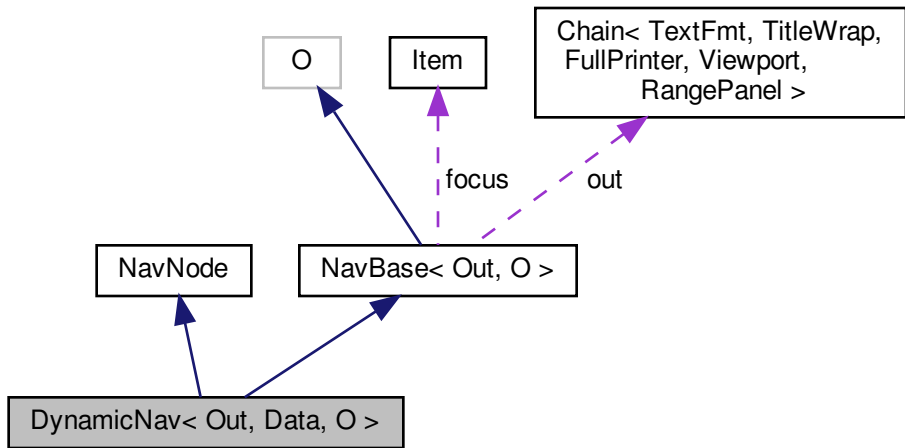 Chain< TextFmt, TitleWrap,
FullPrinter, Viewport,
RangePanel >
O
Item
focus
out
NavNode
NavBase< Out, O >
DynamicNav< Out, Data, O >